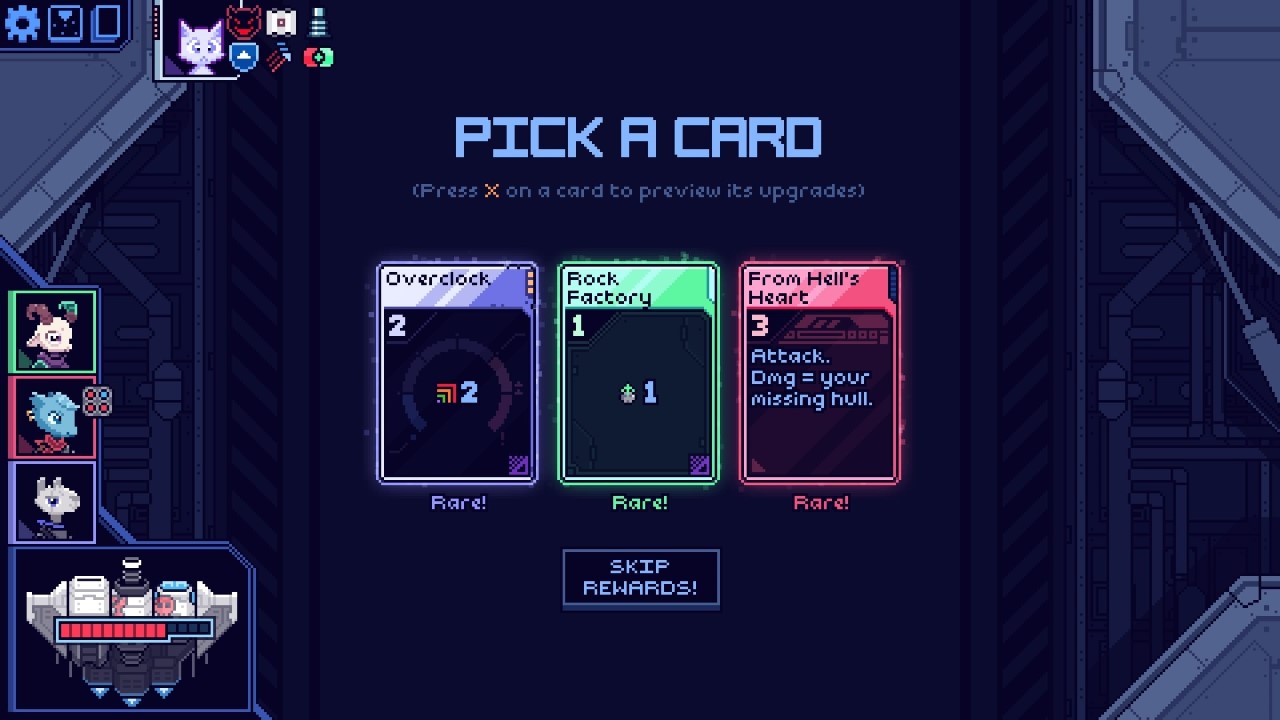 PICK A CARD
(Press X on a card to preview its upgrades)
Overclock
2
2
Rare!
Rock
Factory
1
1
Rare!
From Hell's
Heart
3
Attack.
Dmg = your
missing hull.
Rare!
SKIP
REWARDS!